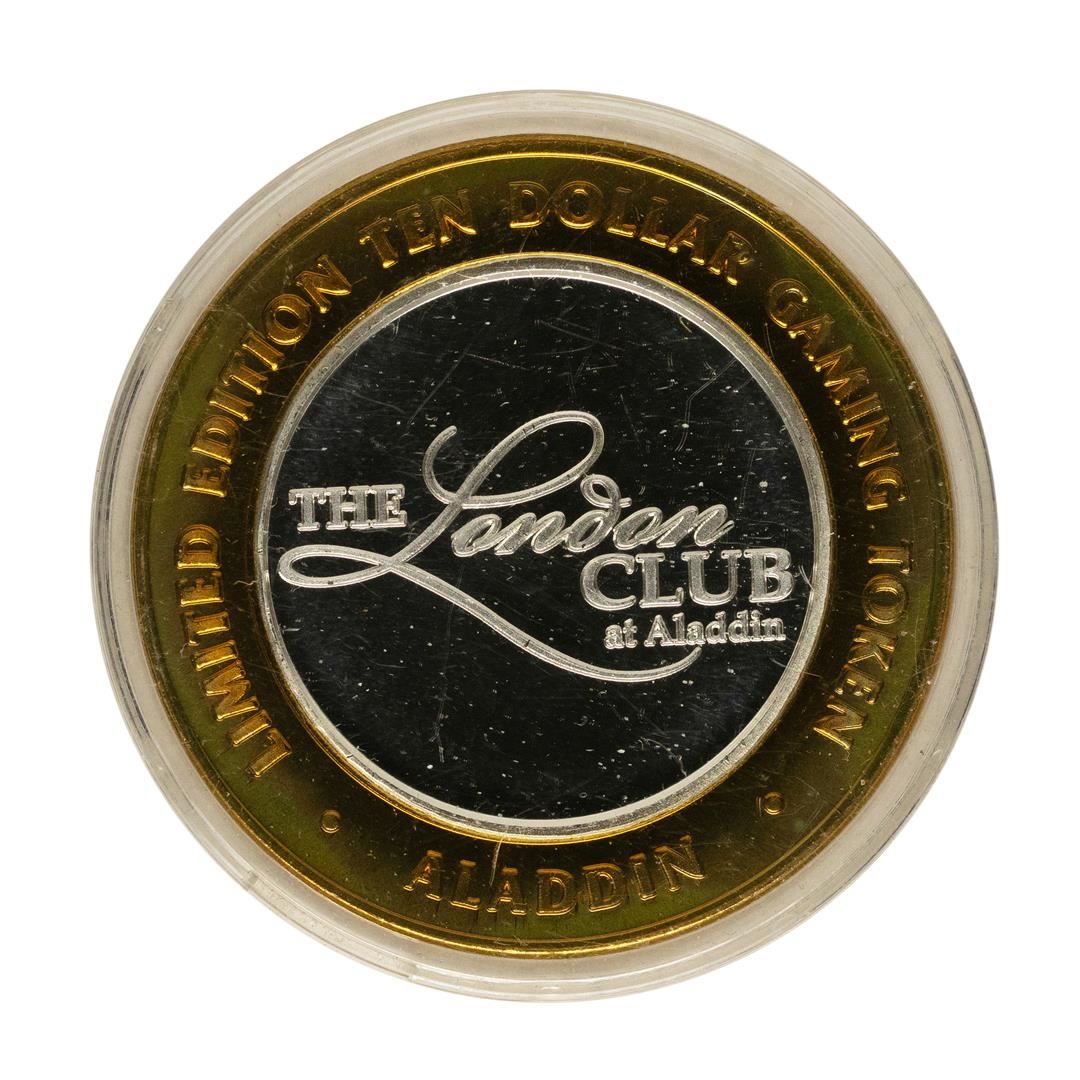 LIMITED EDITION TEN DOLLAR GAMING TOKEN
THE London
CLUB
at Aladdin
ALADDIN